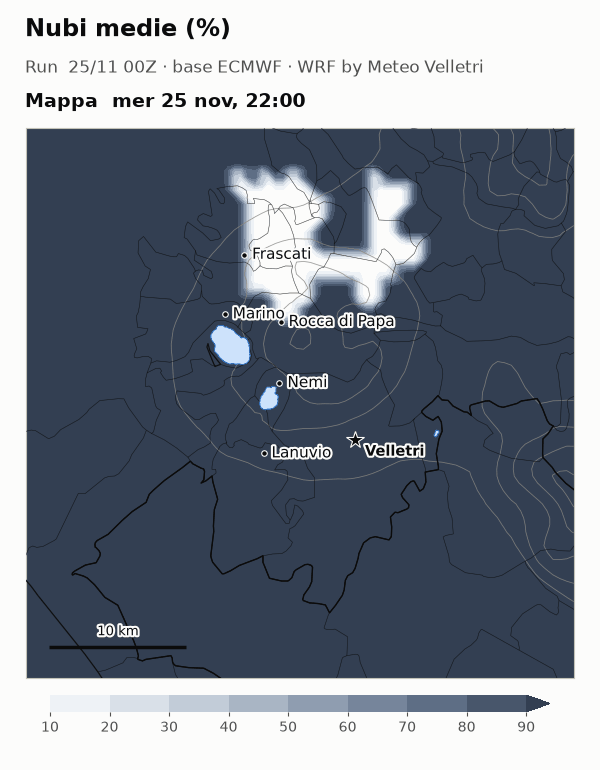 Nubi medie (%)
Run  25/11 00Z · base ECMWF · WRF by Meteo Velletri
Mappa  mer 25 nov, 22:00
Frascati
Marino
Rocca di Papa
Nemi
Velletri
Lanuvio
10 km
10 20 30 40 50 60 70 80 90